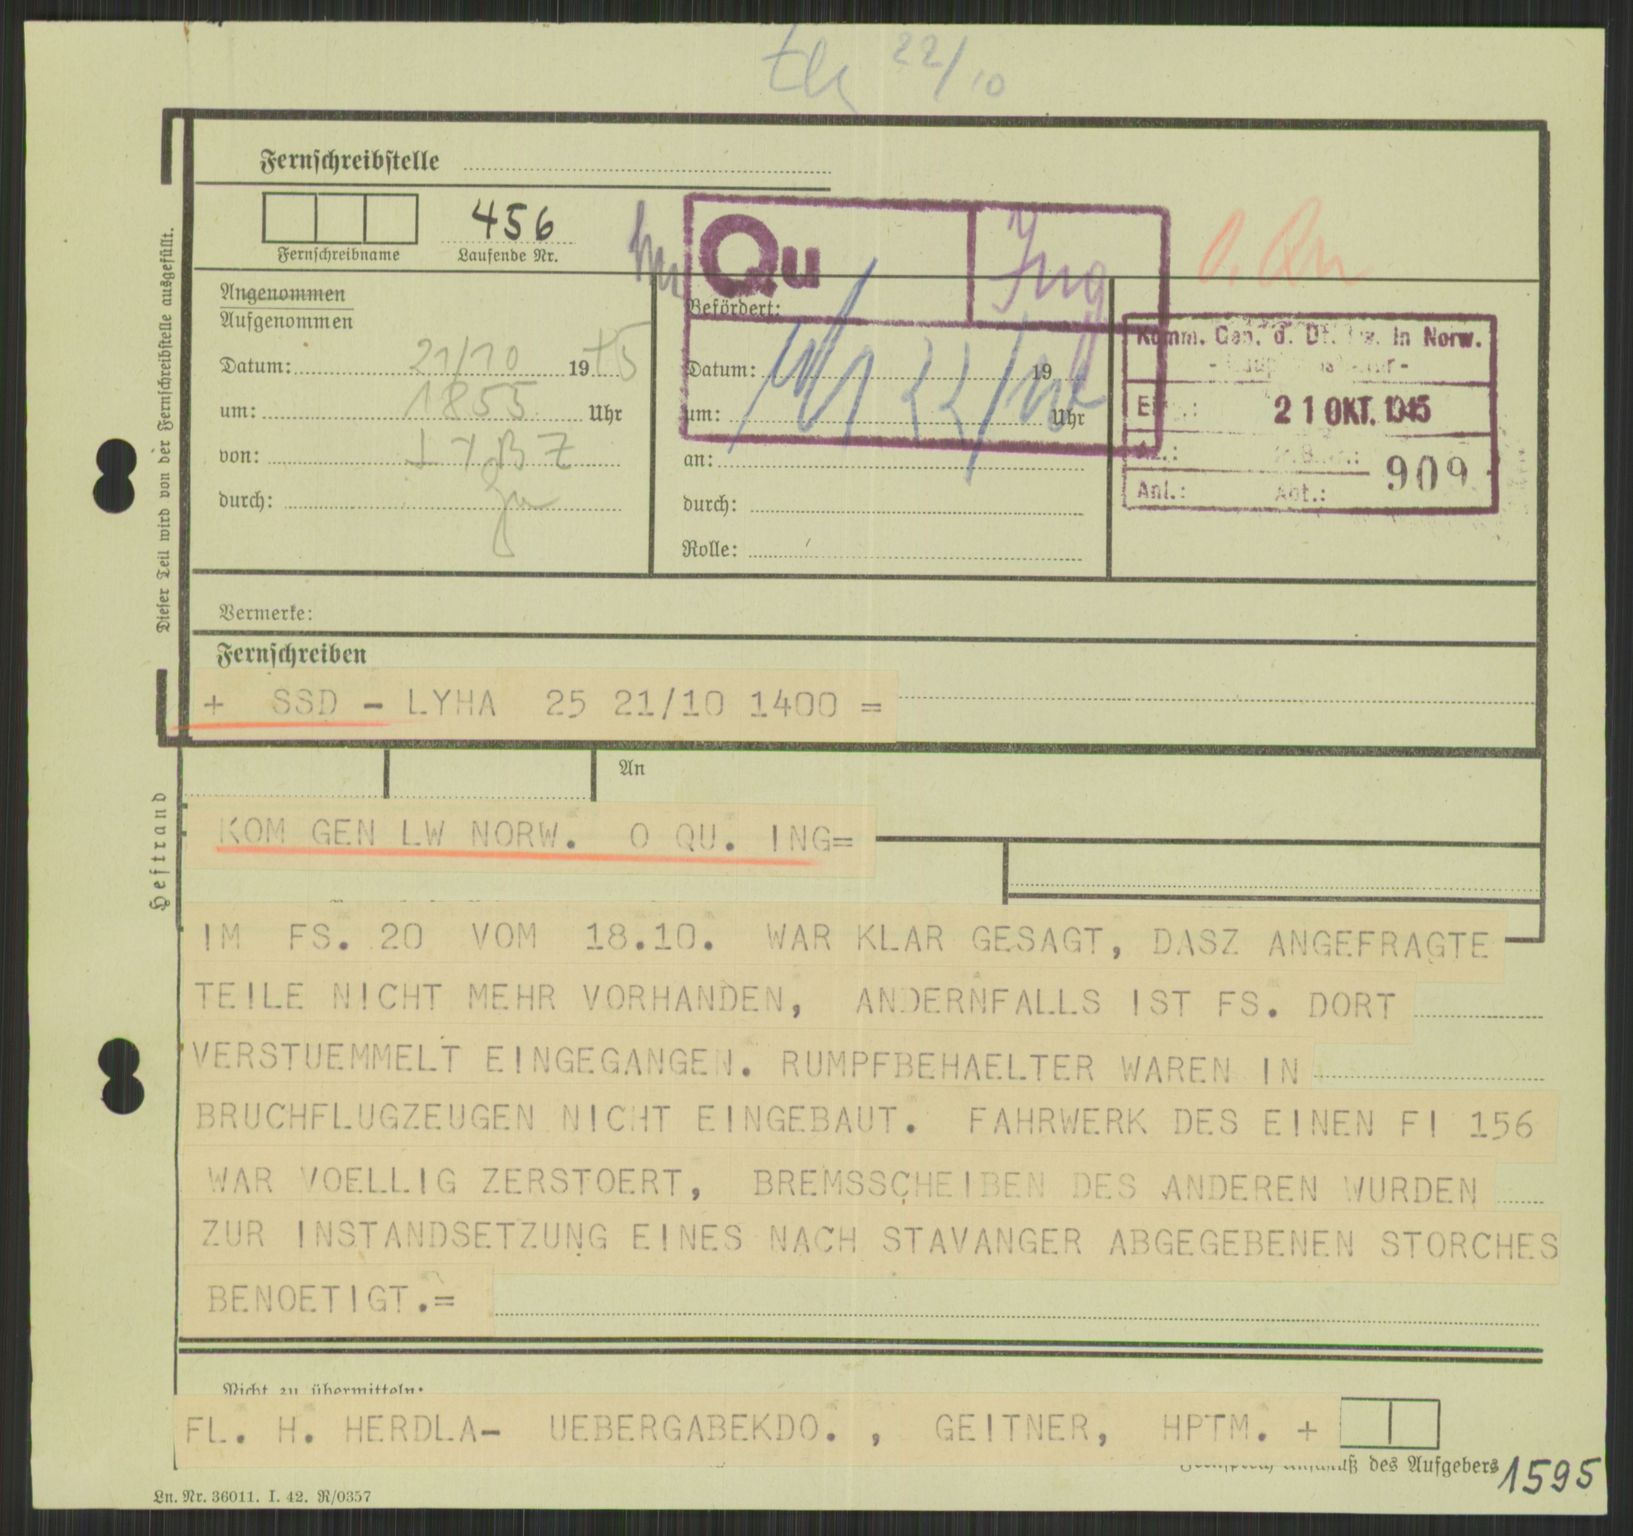 22/10
Fernschreibstelle
456
Fernschreibname
Laufende Nr.
Qu
Ing
Angenommen
Aufgenommen
Befördert:
Datum: 21/10 1945
um: 1855 Uhr
von: LYBZ
durch:
Datum: 19
um: Uhr
an:
durch:
Rolle:
Komm. Gen. d. Dt. Lw. in Norw.
21 OKT. 1945
909
Anl.: Abt.:
Dieser Teil wird von der Fernschreibstelle ausgefüllt.
Vermerke:
Fernschreiben
+ SSD - LYHA 25 21/10 1400 =
An
Heftrand
KOM GEN LW NORW. O QU. ING=
IM FS. 20 VOM 18.10. WAR KLAR GESAGT, DASZ ANGEFRAGTE
TEILE NICHT MEHR VORHANDEN, ANDERNFALLS IST FS. DORT
VERSTUEMMELT EINGEGANGEN. RUMPFBEHAELTER WAREN IN
BRUCHFLUGZEUGEN NICHT EINGEBAUT. FAHRWERK DES EINEN FI 156
WAR VOELLIG ZERSTOERT, BREMSSCHEIBEN DES ANDEREN WURDEN
ZUR INSTANDSETZUNG EINES NACH STAVANGER ABGEGEBENEN STORCHES
BENOETIGT.=
Nicht zu übermitteln:
FL. H. HERDLA- UEBERGABEKDO. , GEITNER, HPTM. +
des Aufgebers
1595
Ln. Nr. 36011. I. 42. R/0357